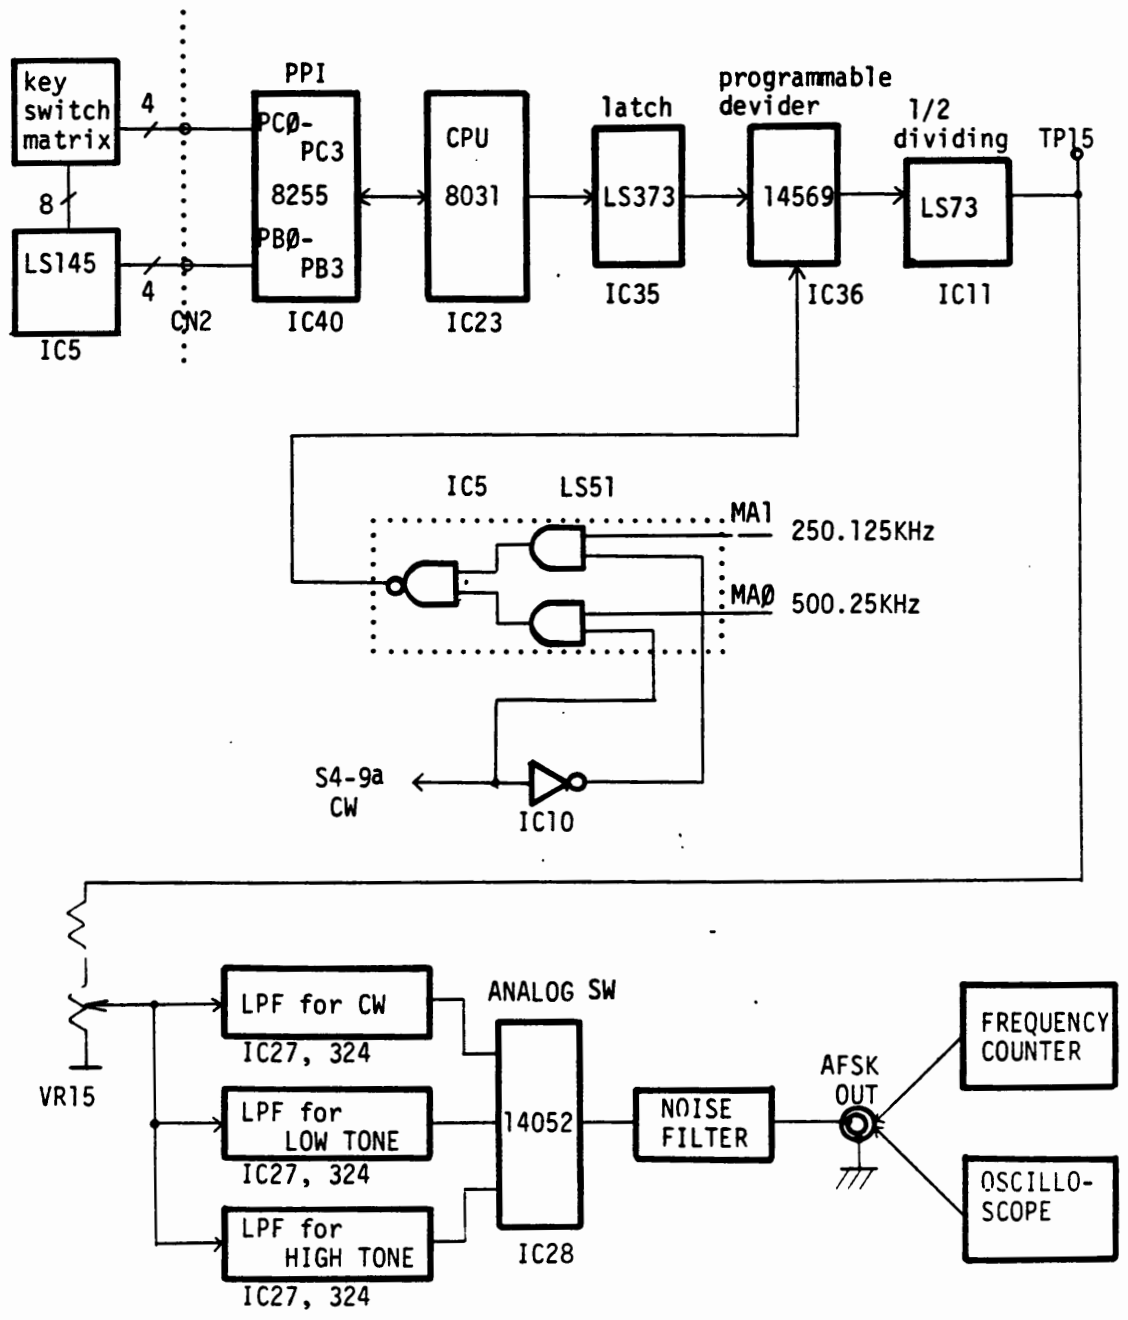 key
switch
matrix
4
8
LS145
4
IC5
CN2
PPI
PCØ-
PC3
8255
PBØ-
PB3
IC40
CPU
8031
IC23
latch
LS373
IC35
programmable
devider
14569
IC36
1/2
dividing
LS73
IC11
TP15
IC5
LS51
MA1
250.125KHz
MAØ
500.25KHz
S4-9a
CW
IC10
VR15
LPF for CW
IC27, 324
LPF for
LOW TONE
IC27, 324
LPF for
HIGH TONE
IC27, 324
ANALOG SW
14052
IC28
NOISE
FILTER
AFSK
OUT
FREQUENCY
COUNTER
OSCILLO-
SCOPE